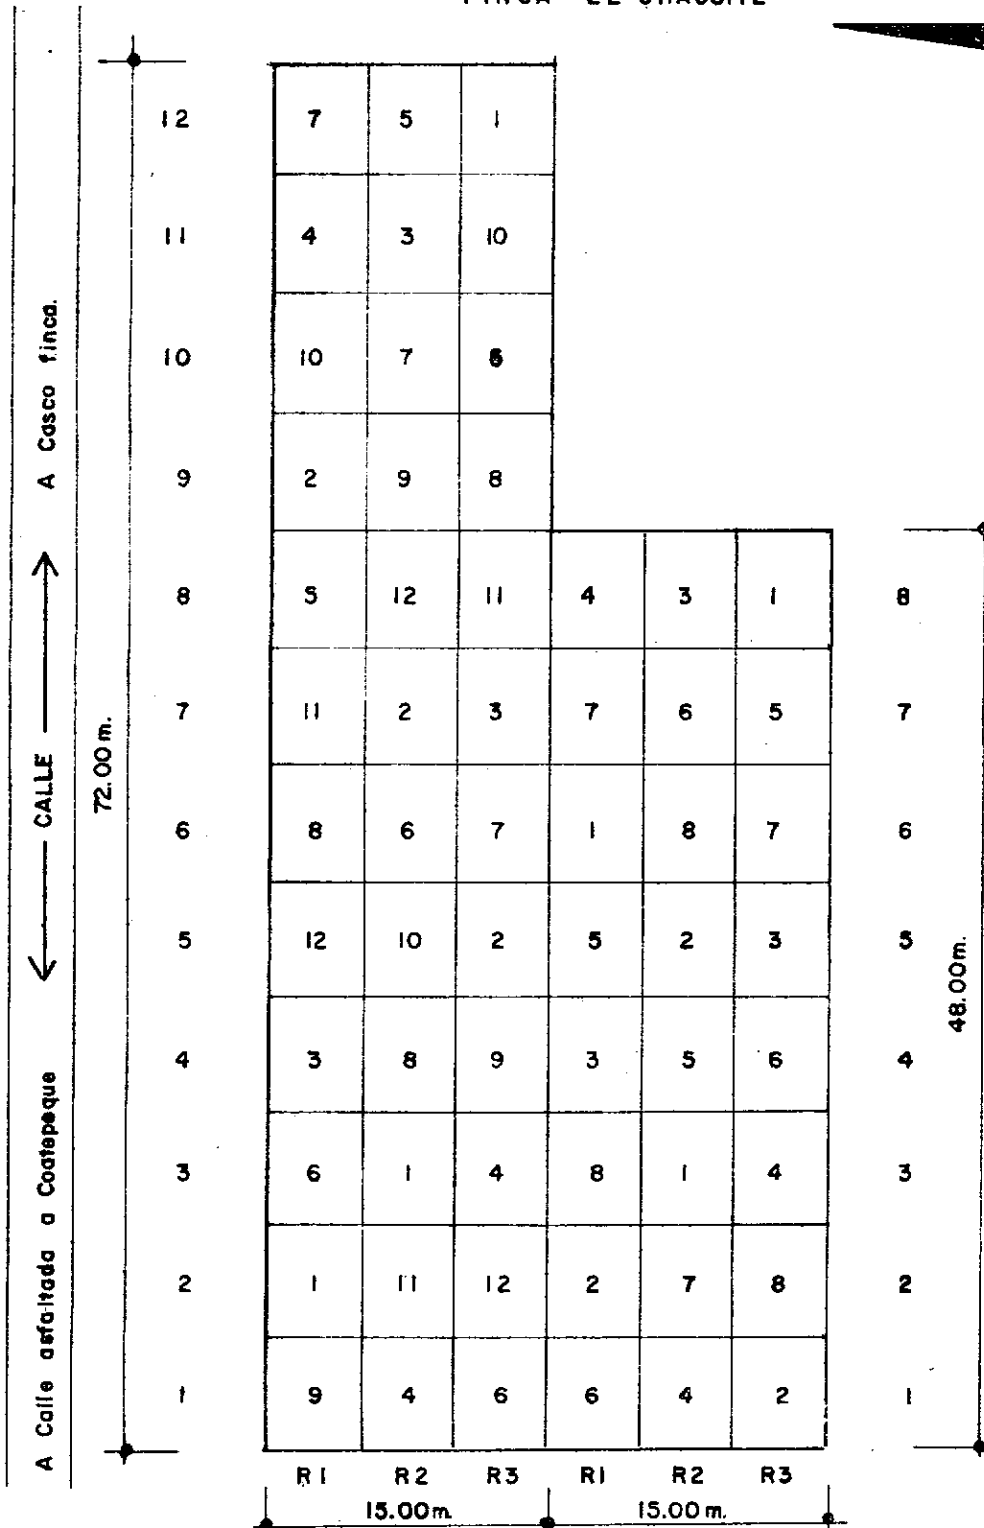 12 7 5 1
11 4 3 10
10 10 7
9 2 9 8
8 5 12 11 4 3 1 8
7 11 2 3 7 6 5 7
6 8 6 7 1 8 7 6
5 12 10 2 5 2 3 5
4 3 8 9 3 5 6 4
3 6 1 4 8 1 4 3
2 1 11 12 2 7 8 2
1 9 4 6 6 4 2 1
R1 R2 R3 R1 R2 R3
15.00m. 15.00m.
72.00m.
48.00m.
A Casco finca.
CALLE
A Calle asfaltada a Coatepeque